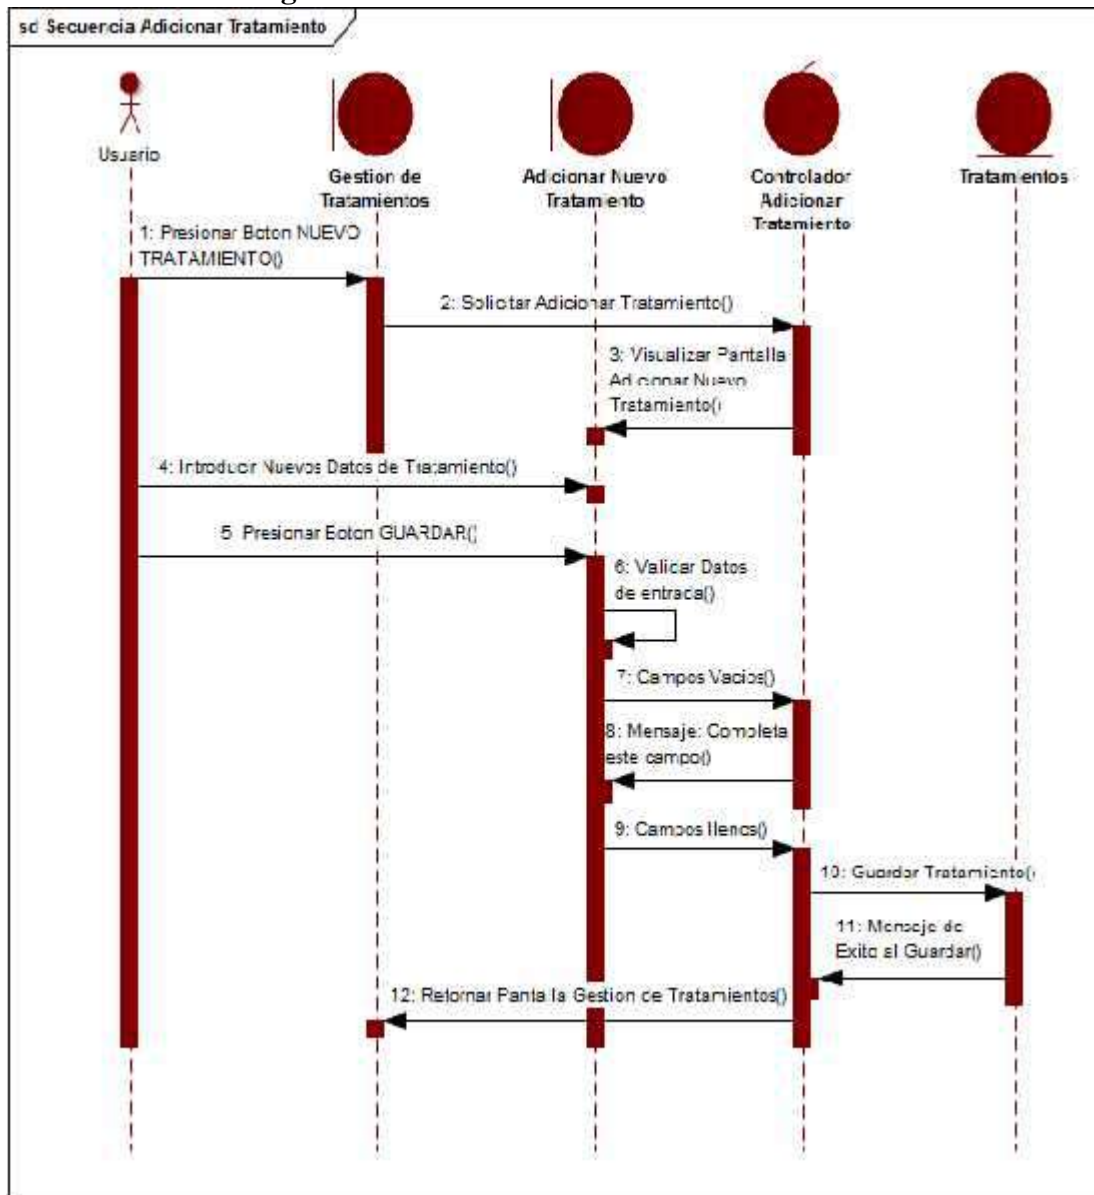 sd Secuencia Adicionar Tratamiento
Usuario
Gestion de
Tratamientos
Adicionar Nuevo
Tratamiento
Controlador
Adicionar
Tratamiento
Tratamientos
1: Presionar Boton NUEVO
TRATAMIENTO()
2: Solicitar Adicionar Tratamiento()
3: Visualizar Pantalla
Adicionar Nuevo
Tratamiento()
4: Introducir Nuevos Datos de Tratamiento()
5: Presionar Boton GUARDAR()
6: Validar Datos
de entrada()
7: Campos Vacios()
8: Mensaje: Completa
este campo()
9: Campos llenos()
10: Guardar Tratamiento()
11: Mensaje de
Exito al Guardar()
12: Retornar Pantalla Gestion de Tratamientos()